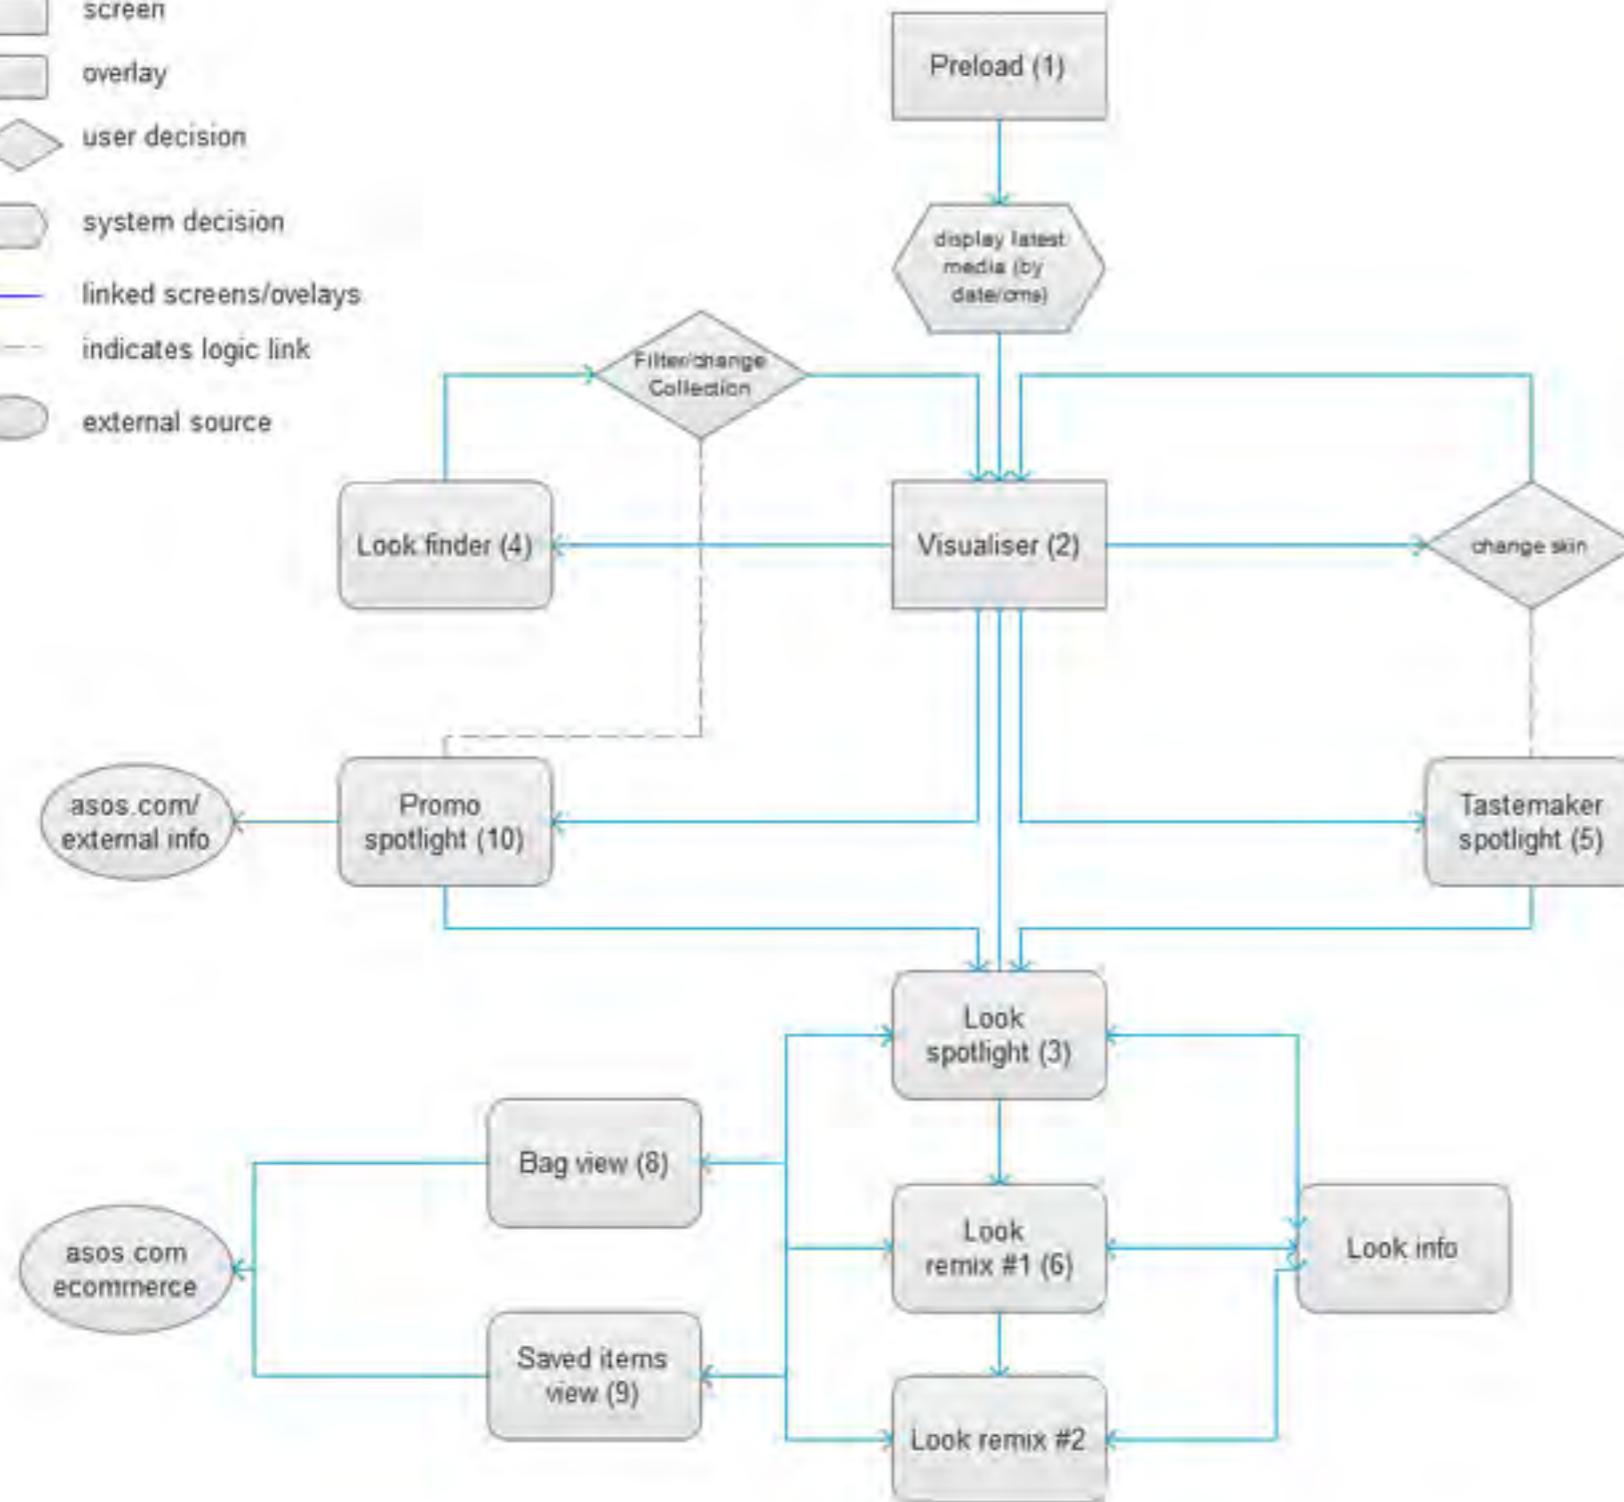 screen
overlay
user decision
system decision
linked screens/ovelays
indicates logic link
external source
Preload (1)
display latest
media (by
date/cms)
Filter/change
Collection
Look finder (4)
Visualiser (2)
change skin
asos.com/
external info
Promo
spotlight (10)
Tastemaker
spotlight (5)
Look
spotlight (3)
Bag view (8)
asos com
ecommerce
Look
remix #1 (6)
Look info
Saved items
view (9)
Look remix #2